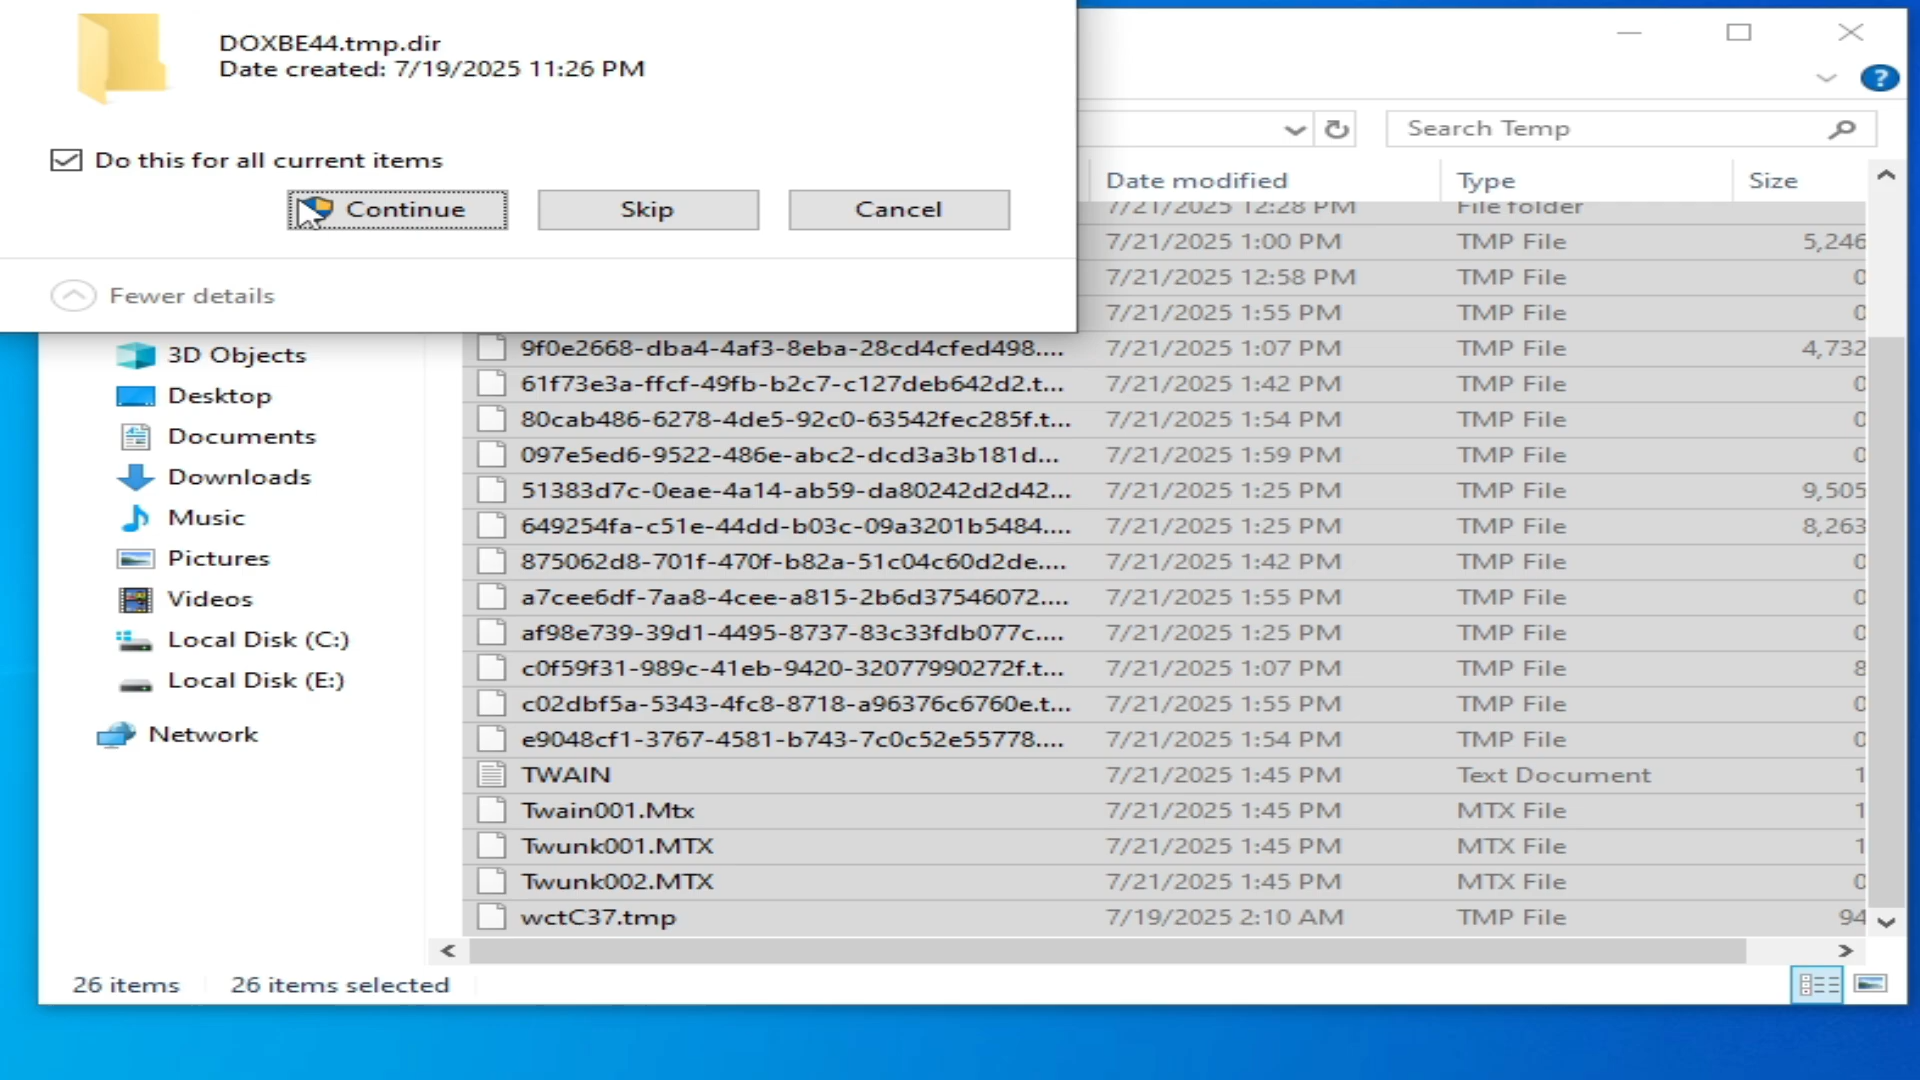 DOXBE44.tmp.dir
Date created: 7/19/2025 11:26 PM
Do this for all current items
Continue
Skip
Cancel
Fewer details
Search Temp
Date modified
Type
Size
7/21/2025 12:28 PM File folder
7/21/2025 1:00 PM TMP File 5,246
7/21/2025 12:58 PM TMP File 0
7/21/2025 1:55 PM TMP File 0
9f0e2668-dba4-4af3-8eba-28cd4cfed498.... 7/21/2025 1:07 PM TMP File 4,732
61f73e3a-ffcf-49fb-b2c7-c127deb642d2.t... 7/21/2025 1:42 PM TMP File 0
80cab486-6278-4de5-92c0-63542fec285f.t... 7/21/2025 1:54 PM TMP File 0
097e5ed6-9522-486e-abc2-dcd3a3b181d... 7/21/2025 1:59 PM TMP File 0
51383d7c-0eae-4a14-ab59-da80242d2d42... 7/21/2025 1:25 PM TMP File 9,505
649254fa-c51e-44dd-b03c-09a3201b5484.... 7/21/2025 1:25 PM TMP File 8,263
875062d8-701f-470f-b82a-51c04c60d2de.... 7/21/2025 1:42 PM TMP File 0
a7cee6df-7aa8-4cee-a815-2b6d37546072.... 7/21/2025 1:55 PM TMP File 0
af98e739-39d1-4495-8737-83c33fdb077c.... 7/21/2025 1:25 PM TMP File 0
c0f59f31-989c-41eb-9420-32077990272f.t... 7/21/2025 1:07 PM TMP File 8
c02dbf5a-5343-4fc8-8718-a96376c6760e.t... 7/21/2025 1:55 PM TMP File 0
e9048cf1-3767-4581-b743-7c0c52e55778.... 7/21/2025 1:54 PM TMP File 0
TWAIN 7/21/2025 1:45 PM Text Document 1
Twain001.Mtx 7/21/2025 1:45 PM MTX File 1
Twunk001.MTX 7/21/2025 1:45 PM MTX File 1
Twunk002.MTX 7/21/2025 1:45 PM MTX File 0
wctC37.tmp 7/19/2025 2:10 AM TMP File 94
3D Objects
Desktop
Documents
Downloads
Music
Pictures
Videos
Local Disk (C:)
Local Disk (E:)
Network
26 items
26 items selected